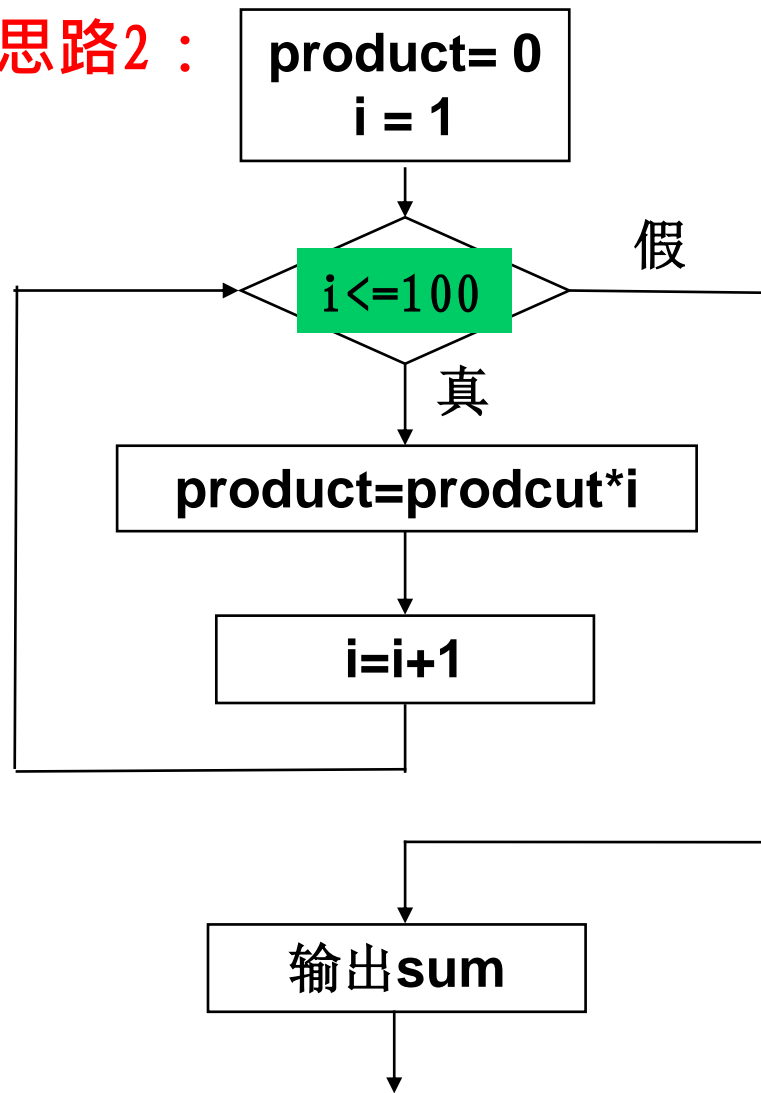 思路2：
product= 0
i = 1
i<=100
假
真
product=prodcut*i
i=i+1
输出sum